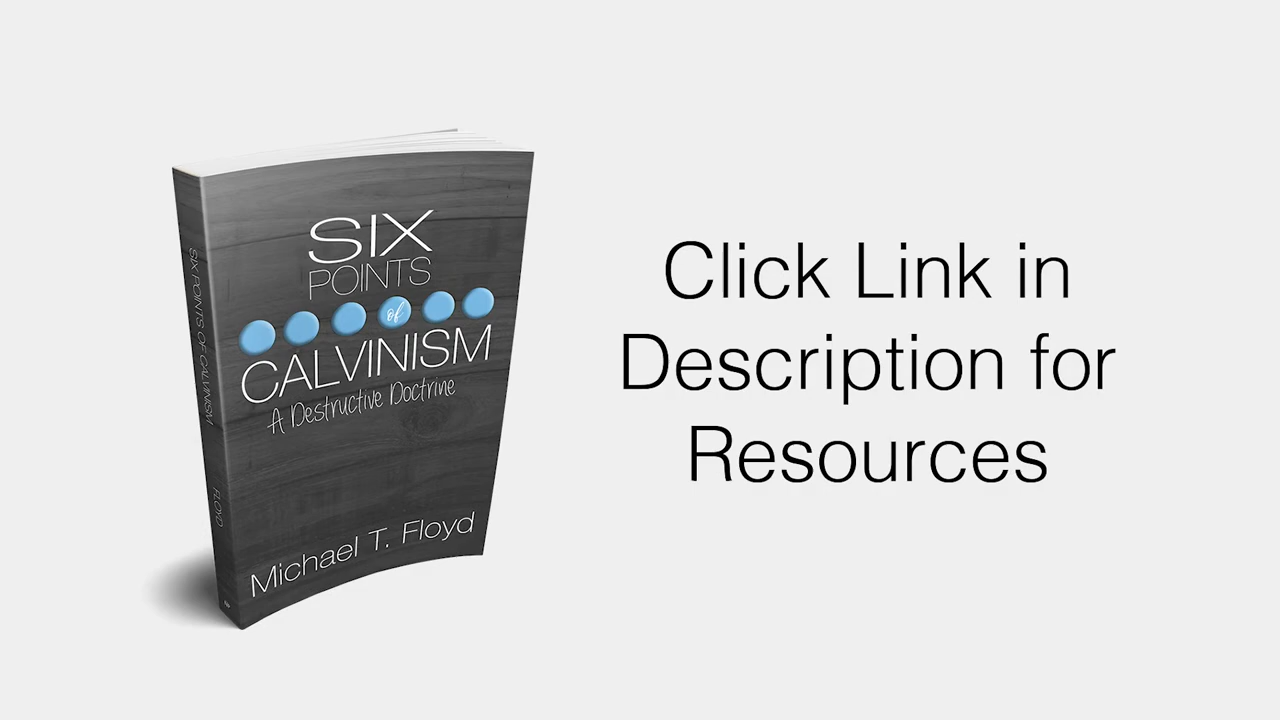 SIX
POINTS
of
CALVINISM
A Destructive Doctrine
Michael T. Floyd
SIX POINTS OF CALVINISM
FLOYD
Click Link in
Description for
Resources